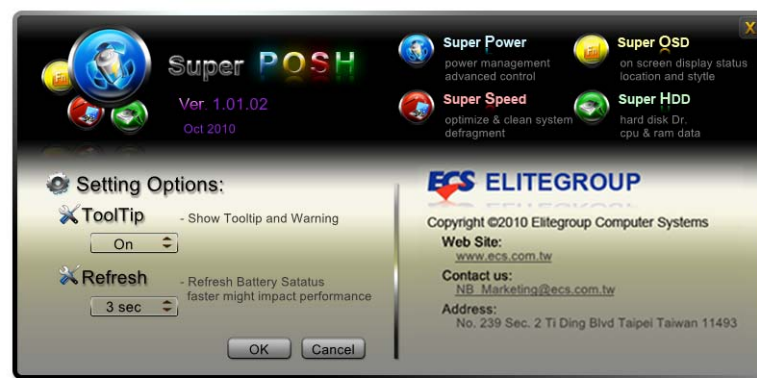 Super POSH
Ver. 1.01.02
Oct 2010
Super Power
power management
advanced control
Super OSD
on screen display status
location and stytle
Super Speed
optimize & clean system
defragment
Super HDD
hard disk Dr.
cpu & ram data
X
Setting Options:
ToolTip - Show Tooltip and Warning
On
Refresh - Refresh Battery Satatus
faster might impact performance
3 sec
OK Cancel
ECS ELITEGROUP
Copyright ©2010 Elitegroup Computer Systems
Web Site:
www.ecs.com.tw
Contact us:
NB_Marketing@ecs.com.tw
Address:
No. 239 Sec. 2 Ti Ding Blvd Taipei Taiwan 11493